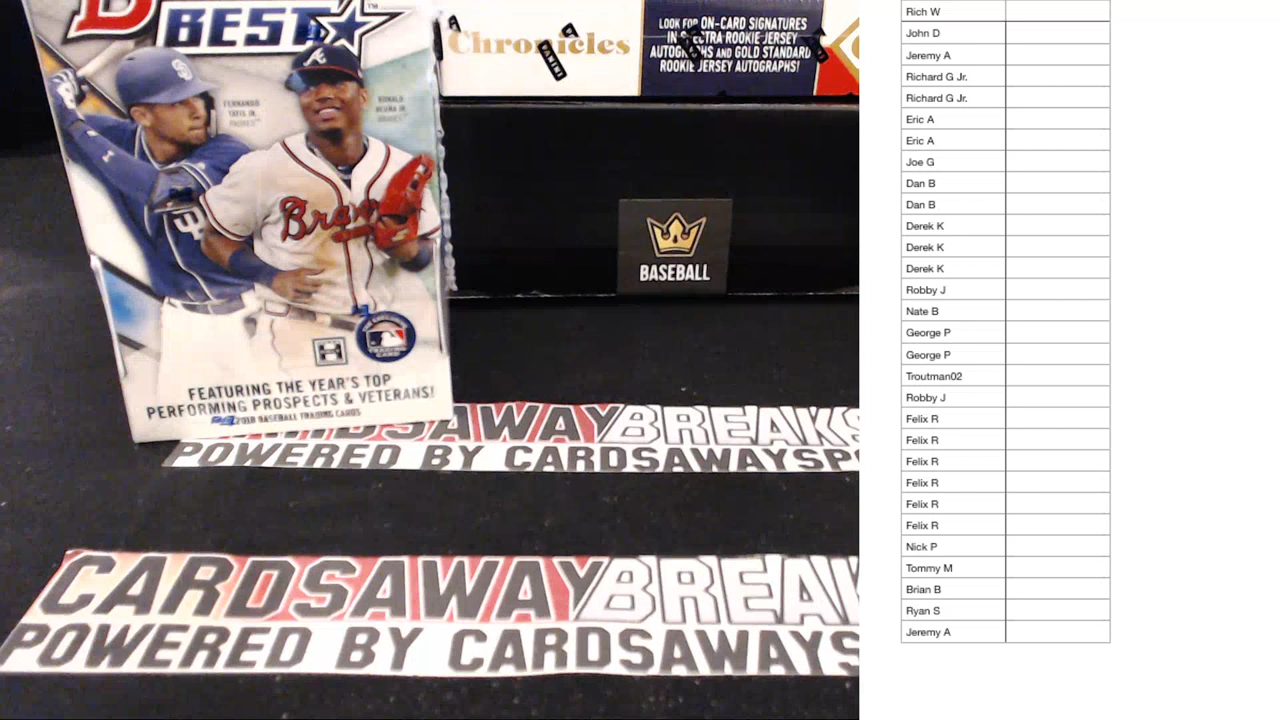 BEST
TM
FERNANDO
TATIS JR.
PADRES
RONALD
ACUÑA JR.
BRAVES
Braves
FEATURING THE YEAR'S TOP
PERFORMING PROSPECTS & VETERANS!
2018 BASEBALL TRADING CARDS
Chronicles
PANINI
LOOK FOR ON-CARD SIGNATURES
IN SPECTRA ROOKIE JERSEY
AUTOGRAPHS AND GOLD STANDARD
ROOKIE JERSEY AUTOGRAPHS!
BASEBALL
CARDSAWAYBREAKS
POWERED BY CARDSAWAYSP
CARDSAWAYBREA
POWERED BY CARDSAWAYS
Rich W
John D
Jeremy A
Richard G Jr.
Richard G Jr.
Eric A
Eric A
Joe G
Dan B
Dan B
Derek K
Derek K
Derek K
Robby J
Nate B
George P
George P
Troutman02
Robby J
Felix R
Felix R
Felix R
Felix R
Felix R
Felix R
Nick P
Tommy M
Brian B
Ryan S
Jeremy A